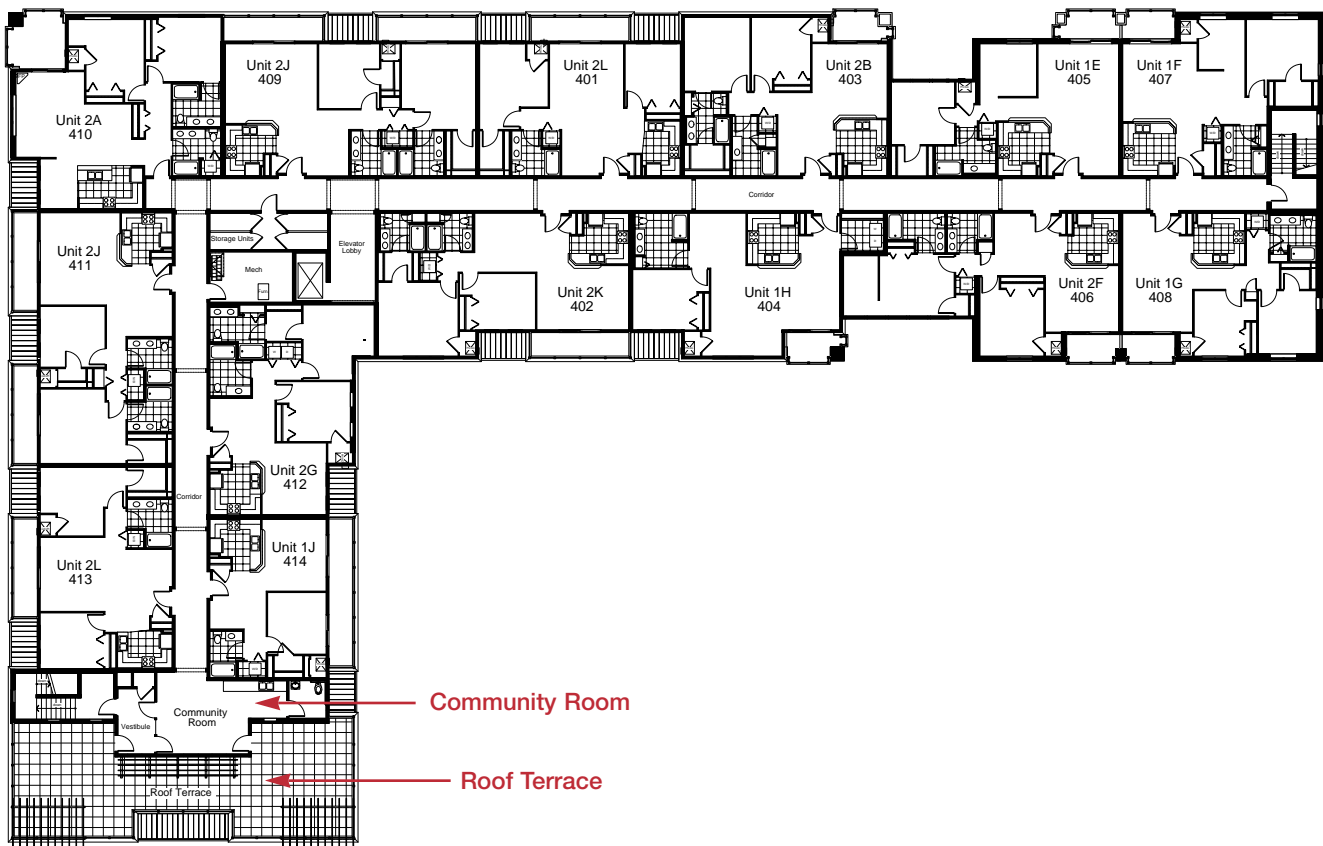 Unit 2J
409
Unit 2L
401
Unit 2B
403
Unit 1E
405
Unit 1F
407
Unit 2A
410
Corridor
Unit 2J
411
Storage Units
Elevator
Lobby
Mech
Unit 2K
402
Unit 1H
404
Unit 2F
406
Unit 1G
408
Unit 2G
412
Corridor
Unit 1J
414
Unit 2L
413
Community
Room
Vestibule
Community Room
Roof Terrace
Roof Terrace